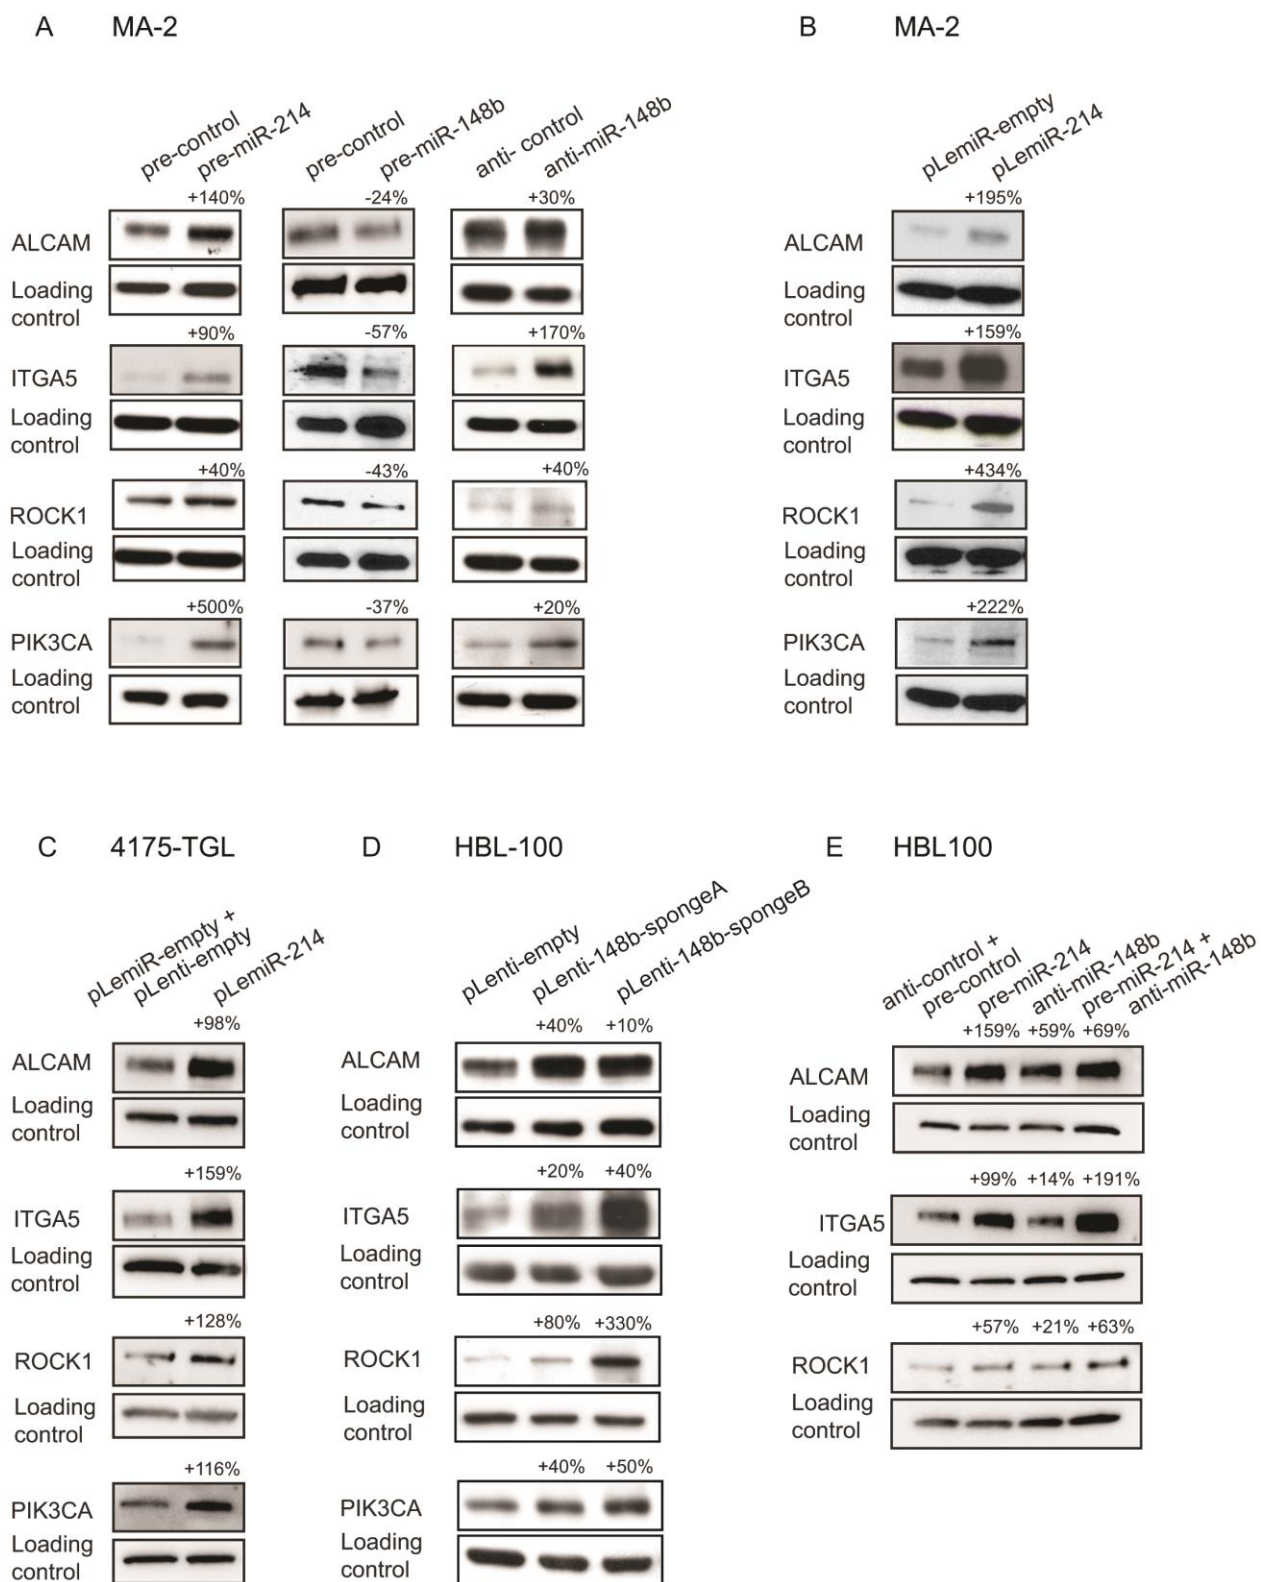 A MA-2
pre-control
pre-miR-214
pre-control
pre-miR-148b
anti- control
anti-miR-148b
+140% -24% +30%
ALCAM
Loading
control
+90% -57% +170%
ITGA5
Loading
control
+40% -43% +40%
ROCK1
Loading
control
+500% -37% +20%
PIK3CA
Loading
control
B MA-2
pLemiR-empty
pLemiR-214
+195%
ALCAM
Loading
control
+159%
ITGA5
Loading
control
+434%
ROCK1
Loading
control
+222%
PIK3CA
Loading
control
C 4175-TGL
pLemiR-empty +
pLenti-empty
pLemiR-214
+98%
ALCAM
Loading
control
+159%
ITGA5
Loading
control
+128%
ROCK1
Loading
control
+116%
PIK3CA
Loading
control
D HBL-100
pLenti-empty
pLenti-148b-spongeA
pLenti-148b-spongeB
+40% +10%
ALCAM
Loading
control
+20% +40%
ITGA5
Loading
control
+80% +330%
ROCK1
Loading
control
+40% +50%
PIK3CA
Loading
control
E HBL100
anti-control +
pre-control
pre-miR-214
anti-miR-148b
pre-miR-214 +
anti-miR-148b
+159% +59% +69%
ALCAM
Loading
control
+99% +14% +191%
ITGA5
Loading
control
+57% +21% +63%
ROCK1
Loading
control